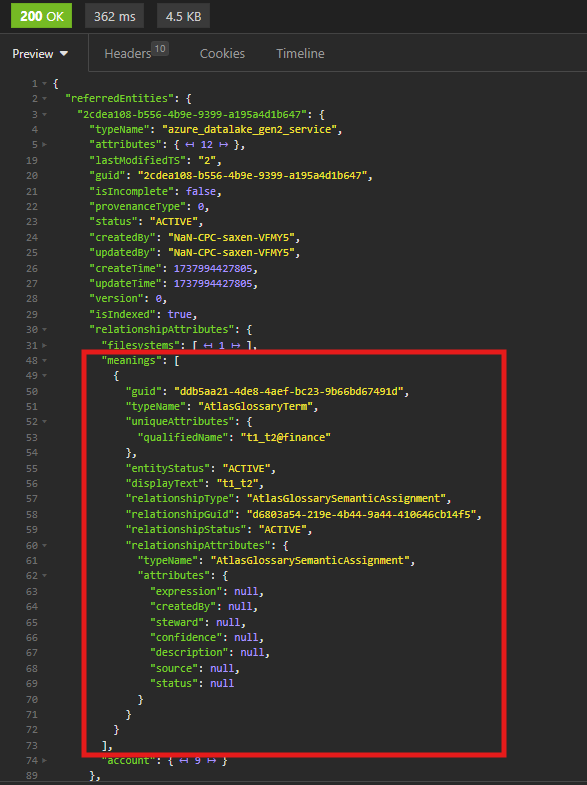 200 OK 362 ms 4.5 KB
Preview Headers 10 Cookies Timeline
1 {
2 "referredEntities": {
3 "2cdea108-b556-4b9e-9399-a195a4d1b647": {
4 "typeName": "azure_datalake_gen2_service",
5 "attributes": { ↤ 12 ↦ },
19 "lastModifiedTS": "2",
20 "guid": "2cdea108-b556-4b9e-9399-a195a4d1b647",
21 "isIncomplete": false,
22 "provenanceType": 0,
23 "status": "ACTIVE",
24 "createdBy": "NaN-CPC-saxen-VFMY5",
25 "updatedBy": "NaN-CPC-saxen-VFMY5",
26 "createTime": 1737994427805,
27 "updateTime": 1737994427805,
28 "version": 0,
29 "isIndexed": true,
30 "relationshipAttributes": {
31 "filesystems": [ ↤ 1 ↦ ],
48 "meanings": [
49 {
50 "guid": "ddb5aa21-4de8-4aef-bc23-9b66bd67491d",
51 "typeName": "AtlasGlossaryTerm",
52 "uniqueAttributes": {
53 "qualifiedName": "t1_t2@finance"
54 },
55 "entityStatus": "ACTIVE",
56 "displayText": "t1_t2",
57 "relationshipType": "AtlasGlossarySemanticAssignment",
58 "relationshipGuid": "d6803a54-219e-4b44-9a44-410646cb14f5",
59 "relationshipStatus": "ACTIVE",
60 "relationshipAttributes": {
61 "typeName": "AtlasGlossarySemanticAssignment",
62 "attributes": {
63 "expression": null,
64 "createdBy": null,
65 "steward": null,
66 "confidence": null,
67 "description": null,
68 "source": null,
69 "status": null
70 }
71 }
72 }
73 ],
74 "account": { ↤ 9 ↦ }
89 },